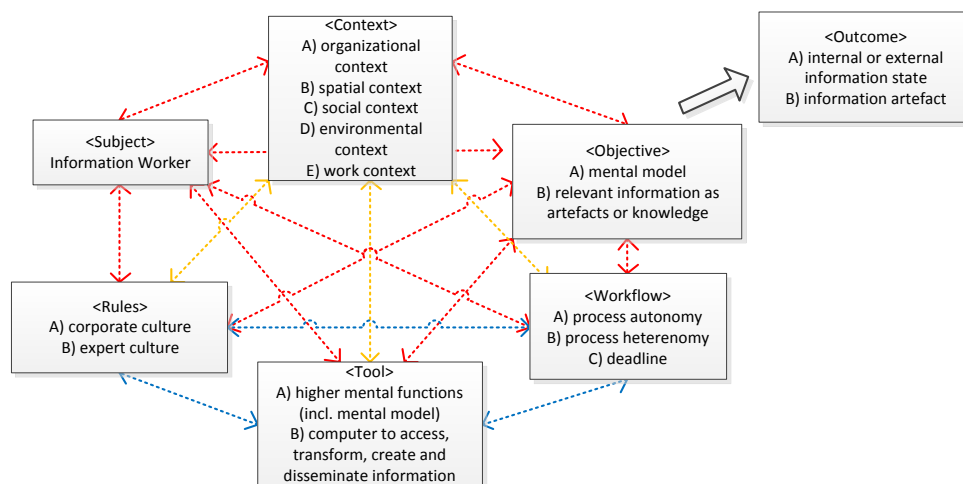 <Context>
A) organizational
context
B) spatial context
C) social context
D) environmental
context
E) work context
<Outcome>
A) internal or external
information state
B) information artefact
<Subject>
Information Worker
<Objective>
A) mental model
B) relevant information as
artefacts or knowledge
<Rules>
A) corporate culture
B) expert culture
<Workflow>
A) process autonomy
B) process heterenomy
C) deadline
<Tool>
A) higher mental functions
(incl. mental model)
B) computer to access,
transform, create and
disseminate information